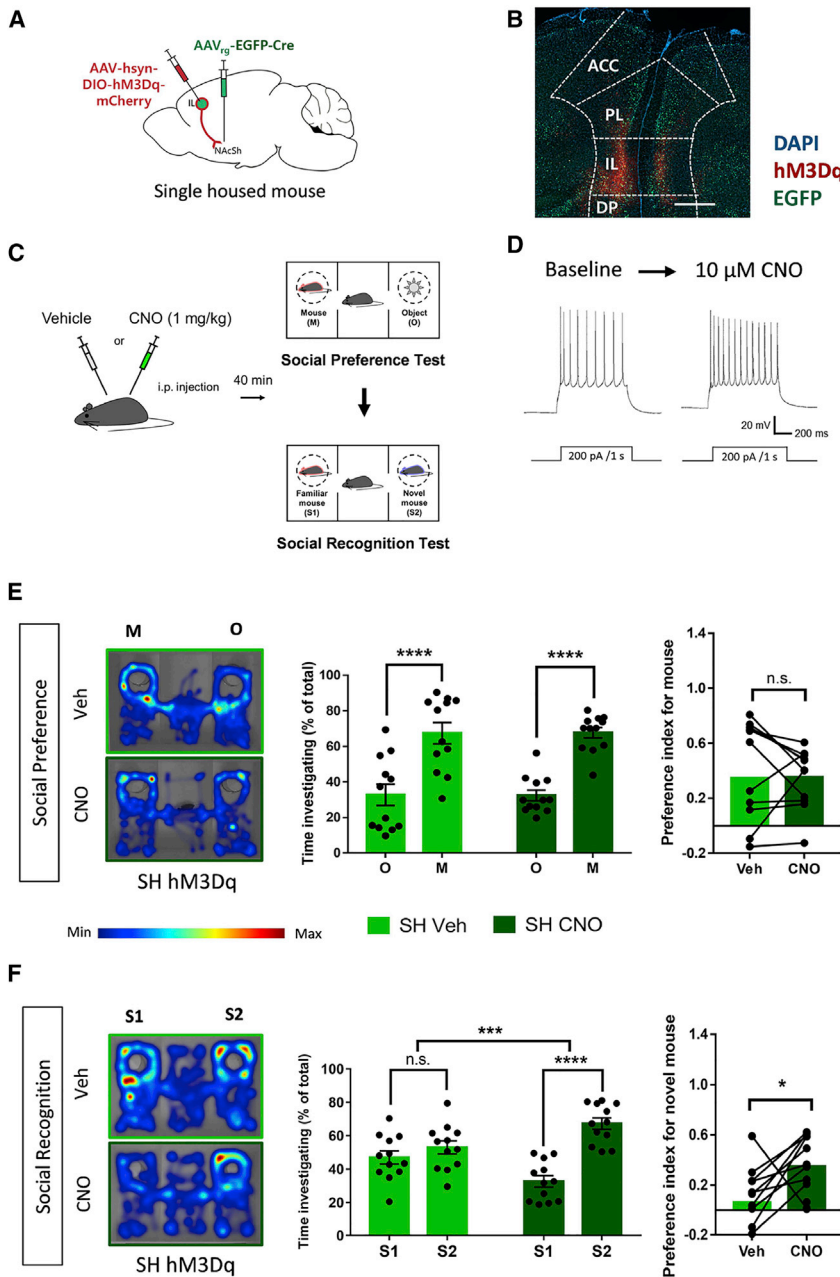 A
AAVrg-EGFP-Cre
AAV-hsyn-
DIO-hM3Dq-
mCherry
IL
NAcSh
Single housed mouse
B
ACC
PL
IL
DP
DAPI
hM3Dq
EGFP
C
Vehicle
or
CNO (1 mg/kg)
i.p. injection
40 min
Mouse
(M)
Object
(O)
Social Preference Test
Familiar
mouse
(S1)
Novel
mouse
(S2)
Social Recognition Test
D
Baseline
10 µM CNO
20 mV
200 ms
200 pA /1 s
200 pA /1 s
E
Social Preference
M
O
Veh
CNO
SH hM3Dq
Min
Max
Time investigating (% of total)
100
80
60
40
20
0
****
****
O
M
O
M
SH Veh
SH CNO
Preference index for mouse
1.4
1.0
0.6
0.2
-0.2
n.s.
Veh
CNO
F
Social Recognition
S1
S2
Veh
CNO
SH hM3Dq
Time investigating (% of total)
100
80
60
40
20
0
***
n.s.
****
S1
S2
S1
S2
Preference index for novel mouse
1.4
1.0
0.6
0.2
-0.2
*
Veh
CNO